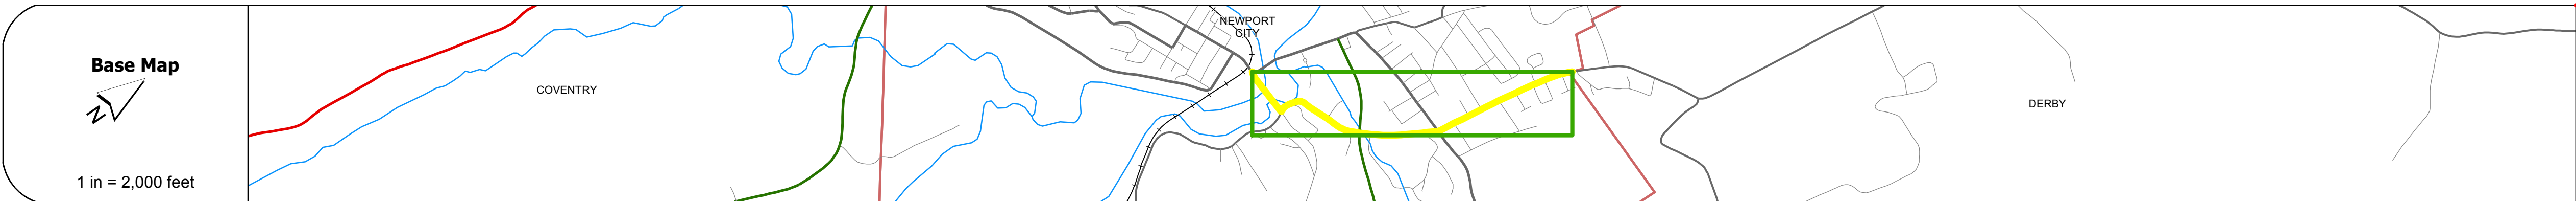 Base Map
N
1 in = 2,000 feet
COVENTRY
NEWPORT
CITY
DERBY